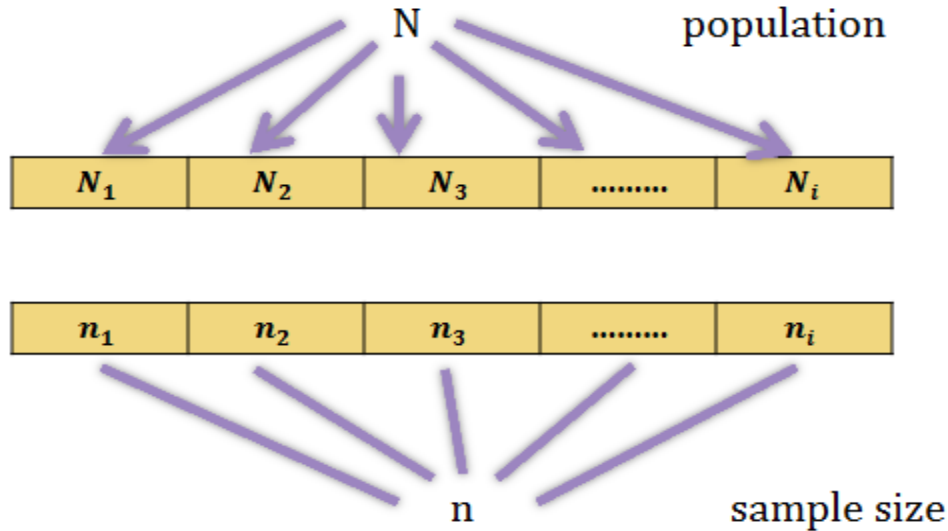 N population
N₁ N₂ N₃ ......... Nᵢ
n₁ n₂ n₃ ......... nᵢ
n sample size